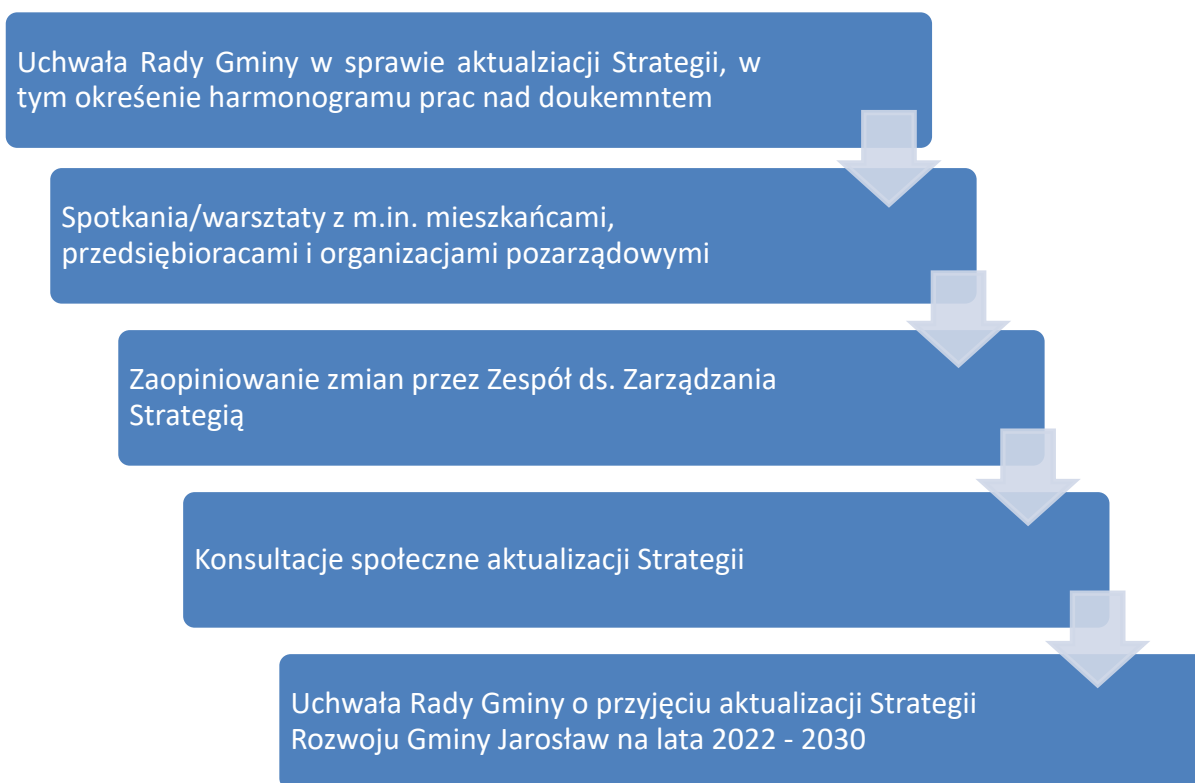 Uchwała Rady Gminy w sprawie aktualziacji Strategii, w
tym okreśenie harmonogramu prac nad doukemntem
Spotkania/warsztaty z m.in. mieszkańcami,
przedsiębioracami i organizacjami pozarządowymi
Zaopiniowanie zmian przez Zespół ds. Zarządzania
Strategią
Konsultacje społeczne aktualizacji Strategii
Uchwała Rady Gminy o przyjęciu aktualizacji Strategii
Rozwoju Gminy Jarosław na lata 2022 - 2030